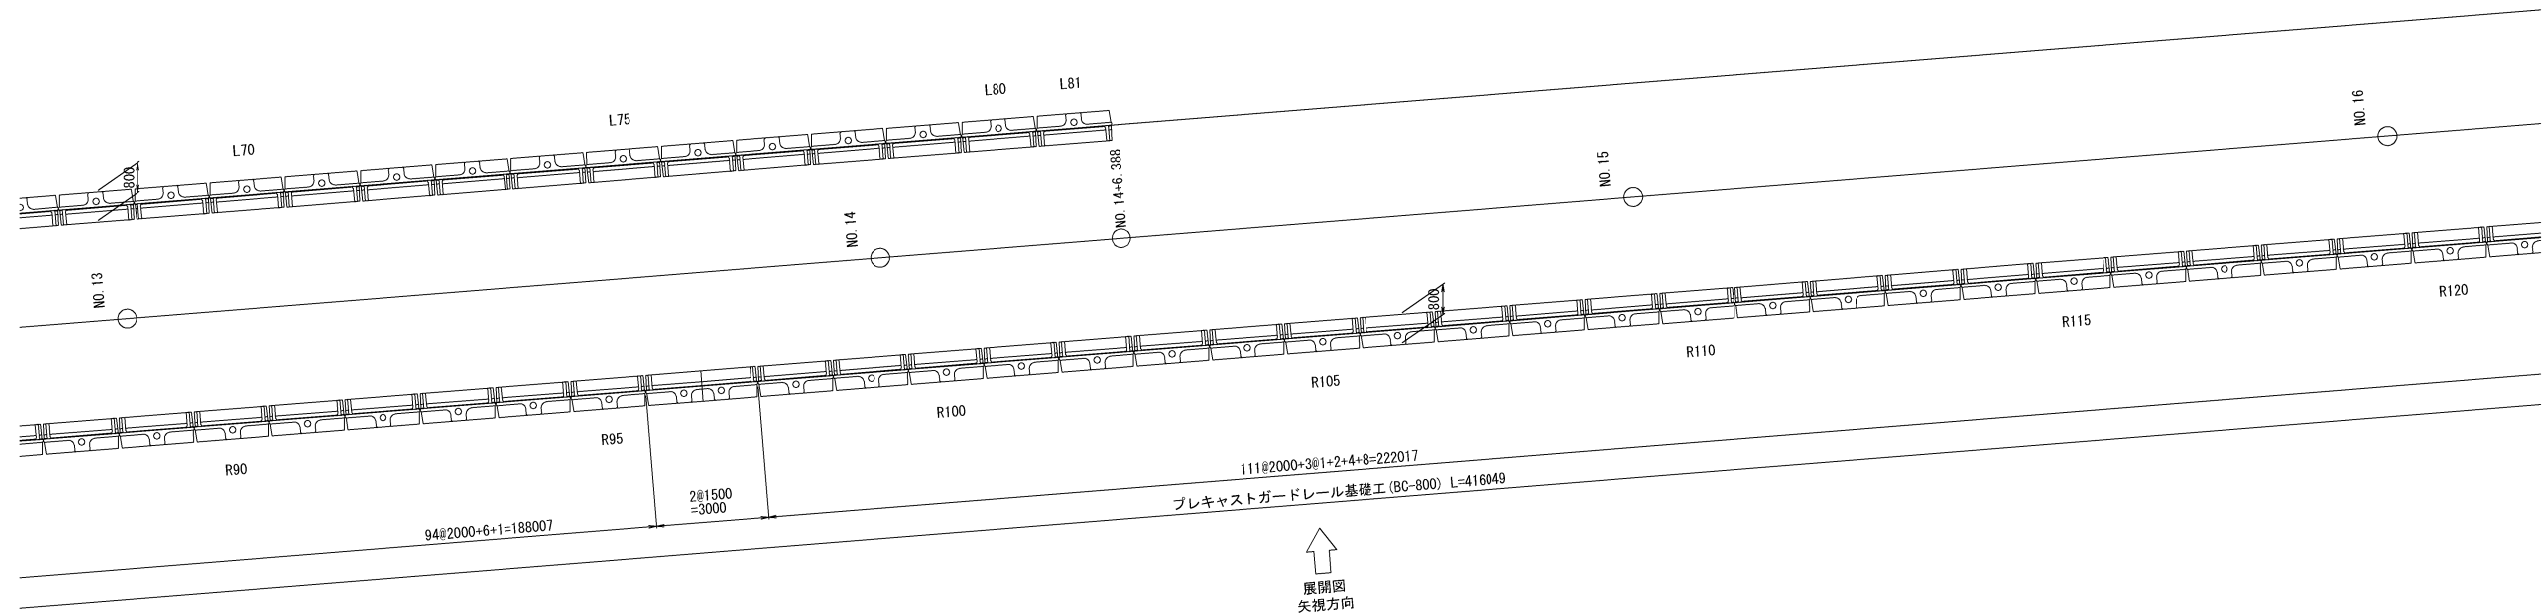 L81
L80
L75
L70
800
NO. 16
NO. 15
NO. 14+6.388
NO. 14
NO. 13
800
R120
R115
R110
R105
R100
R95
R90
111@2000+3@1+2+4+8=222017
プレキャストガードレール基礎工(BC-800) L=416049
2@1500
=3000
94@2000+6+1=188007
展開図
矢視方向